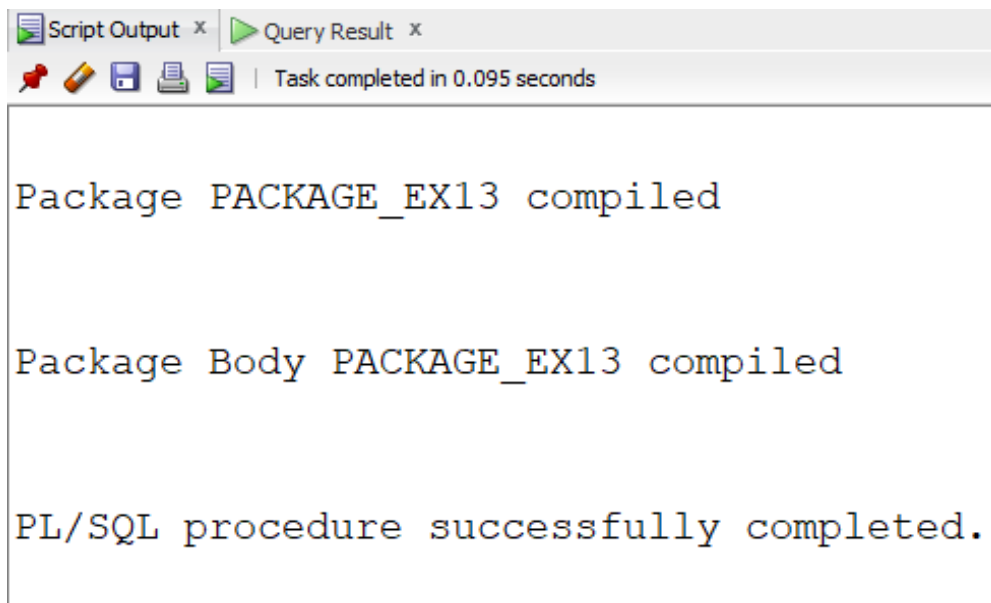 Script Output x Query Result x
Task completed in 0.095 seconds
Package PACKAGE_EX13 compiled
Package Body PACKAGE_EX13 compiled
PL/SQL procedure successfully completed.